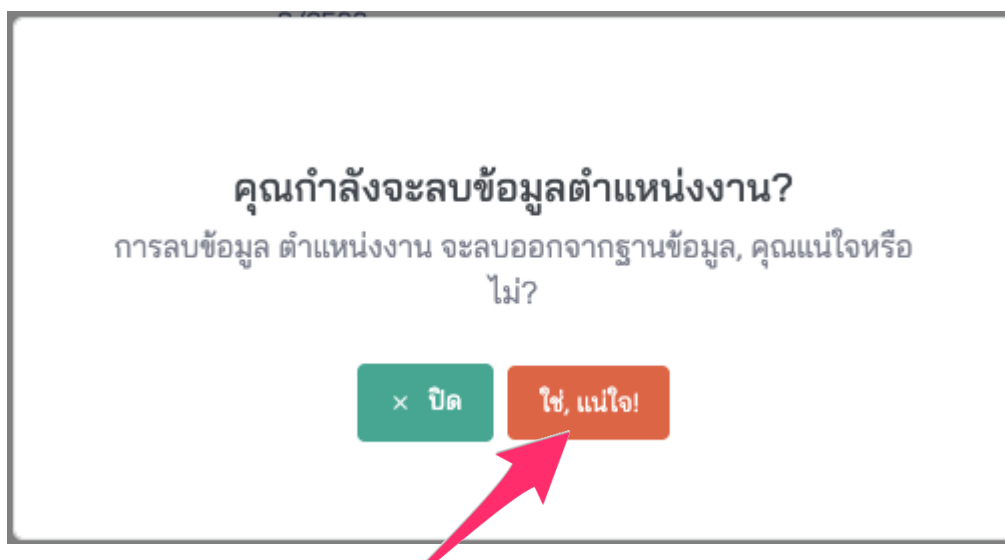 คุณกำลังจะลบข้อมูลตำแหน่งงาน?
การลบข้อมูล ตำแหน่งงาน จะลบออกจากฐานข้อมูล, คุณแน่ใจหรือ
ไม่?
× ปิด
ใช่, แน่ใจ!